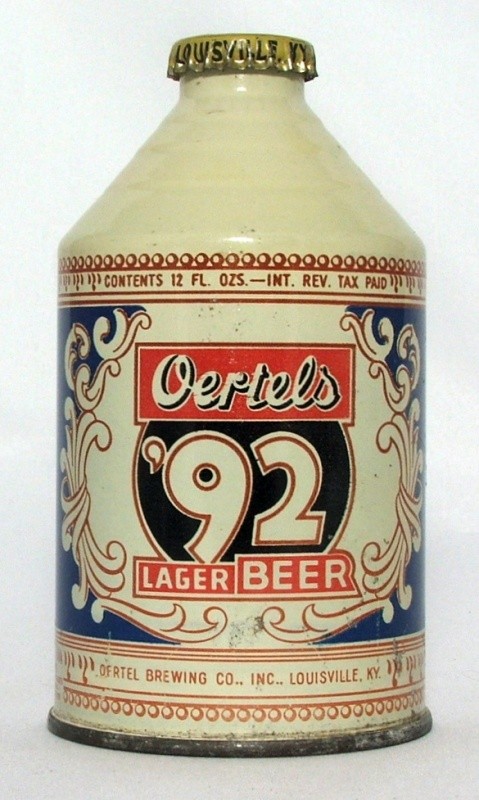 LOUISVILLE, KY.
CONTENTS 12 FL. OZS.—INT. REV. TAX PAID
Oertels
'92
LAGER BEER
OERTEL BREWING CO., INC., LOUISVILLE, KY.